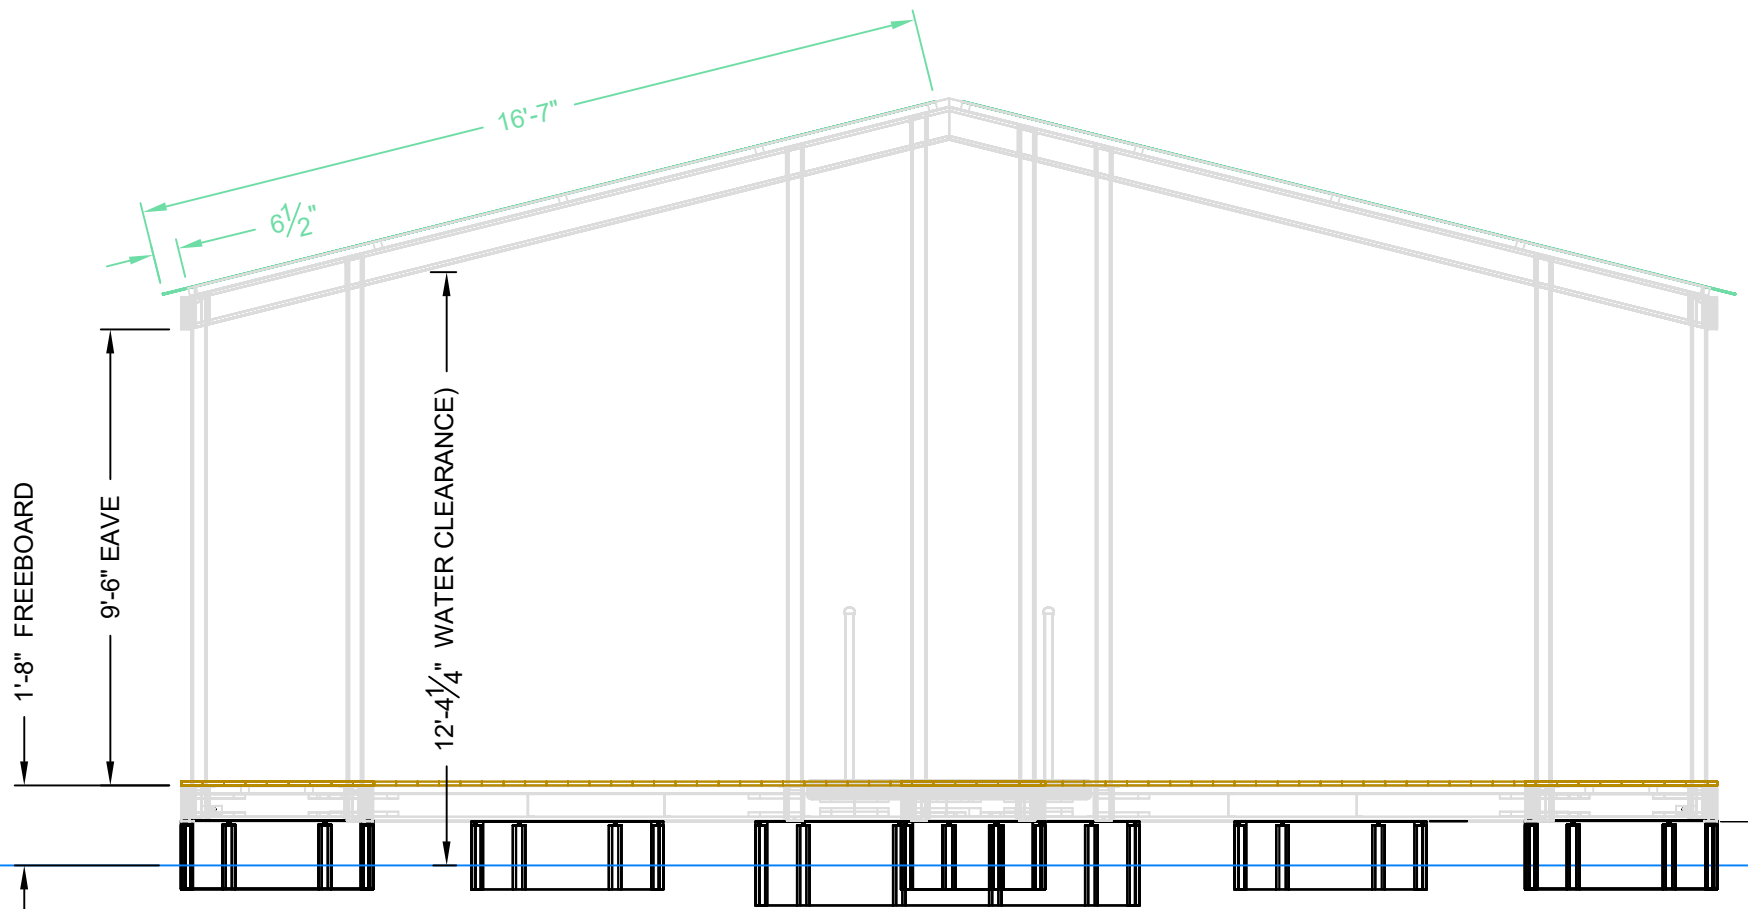 16'-7"
6½"
12'-4¼" WATER CLEARANCE)
9'-6" EAVE
1'-8" FREEBOARD